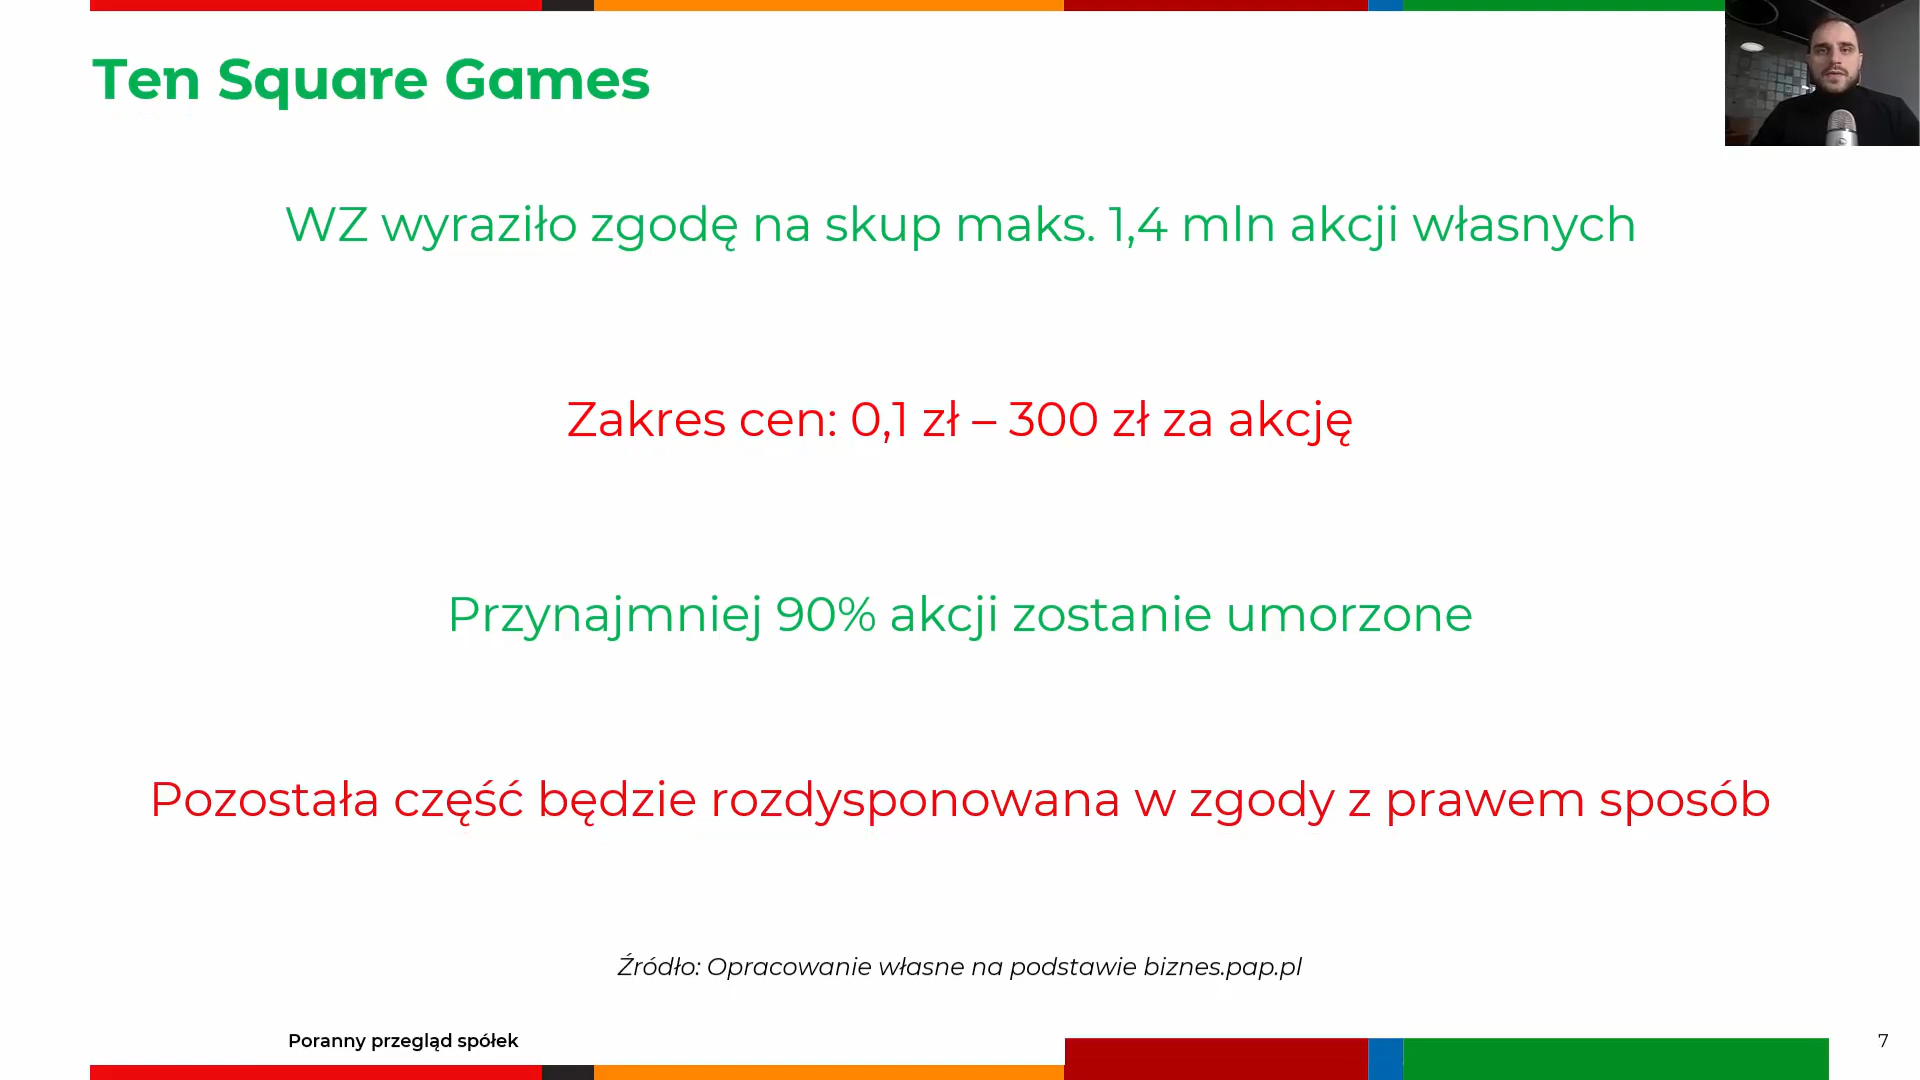 Ten Square Games
WZ wyraziło zgodę na skup maks. 1,4 mln akcji własnych
Zakres cen: 0,1 zł – 300 zł za akcję
Przynajmniej 90% akcji zostanie umorzone
Pozostała część będzie rozdysponowana w zgody z prawem sposób
Źródło: Opracowanie własne na podstawie biznes.pap.pl
Poranny przegląd spółek
7